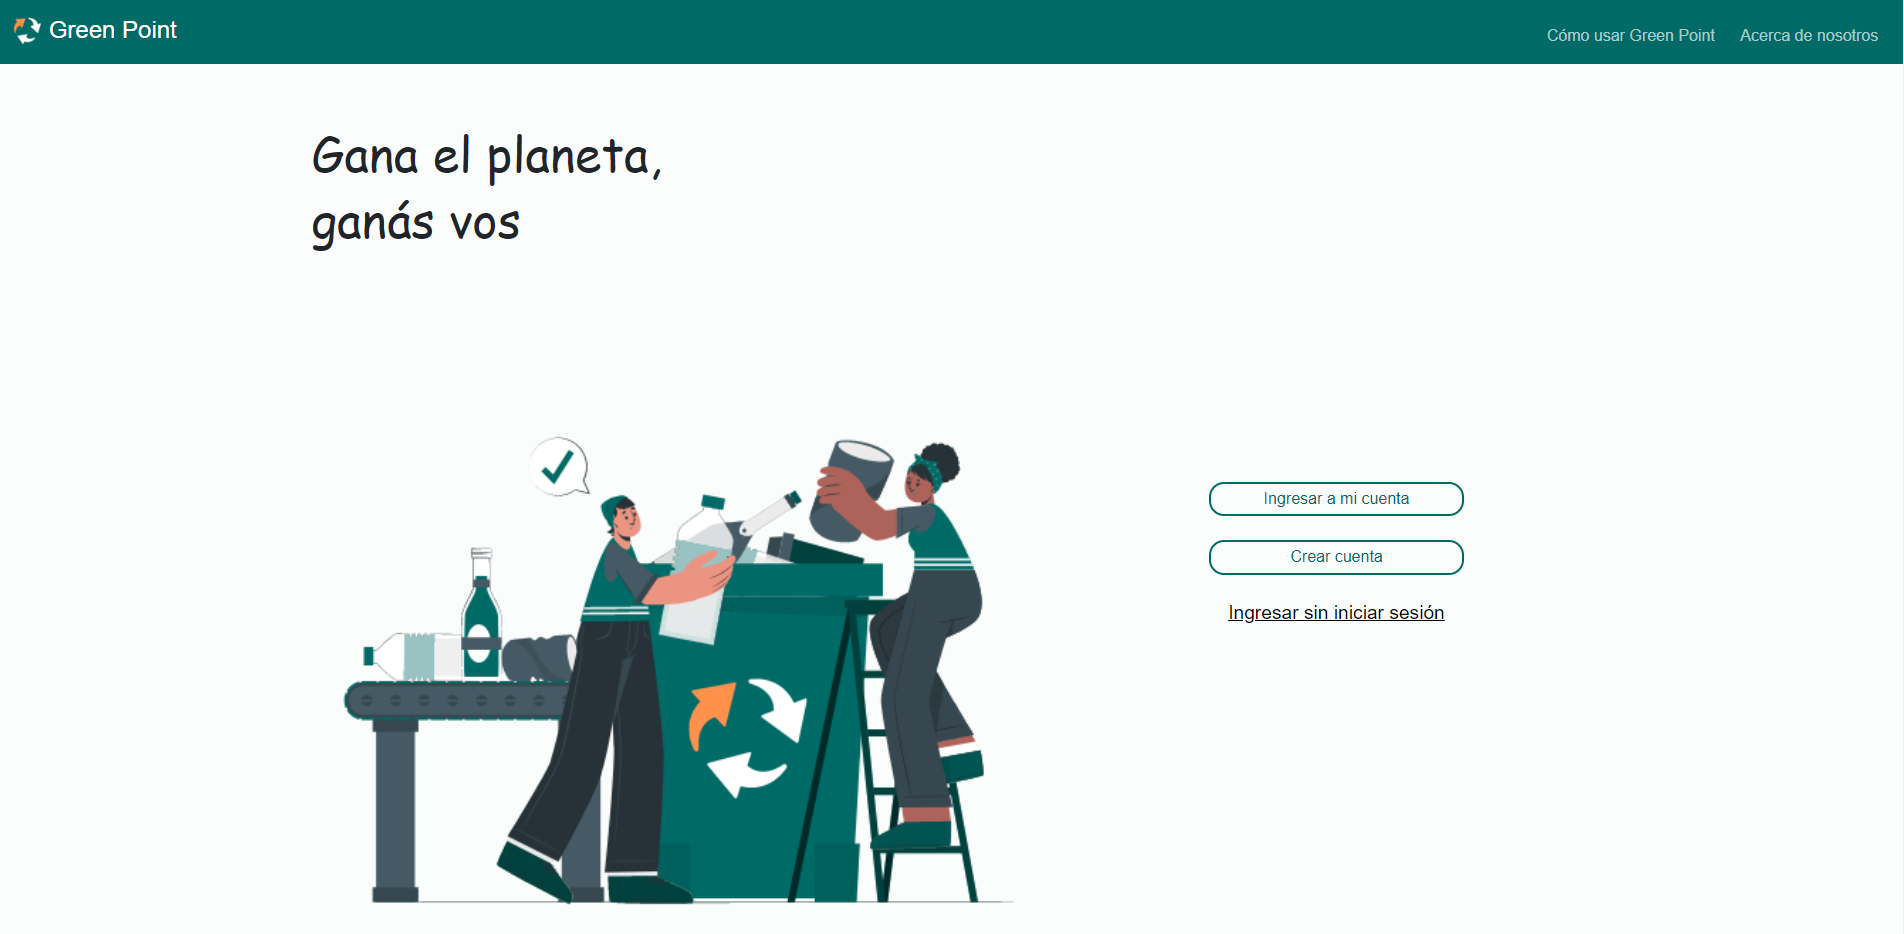 Green Point
Cómo usar Green Point
Acerca de nosotros
Gana el planeta,
ganás vos
Ingresar a mi cuenta
Crear cuenta
Ingresar sin iniciar sesión